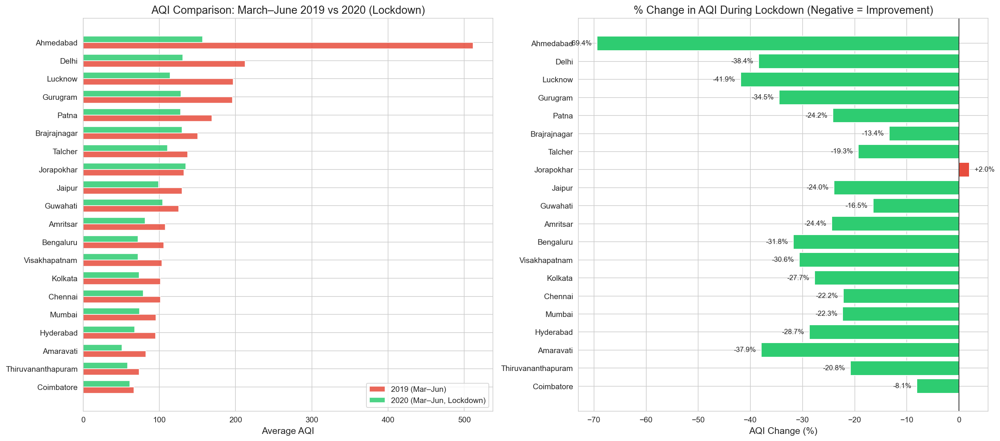 AQI Comparison: March–June 2019 vs 2020 (Lockdown)
Ahmedabad
Delhi
Lucknow
Gurugram
Patna
Brajrajnagar
Talcher
Jorapokhar
Jaipur
Guwahati
Amritsar
Bengaluru
Visakhapatnam
Kolkata
Chennai
Mumbai
Hyderabad
Amaravati
Thiruvananthapuram
Coimbatore
2019 (Mar–Jun)
2020 (Mar–Jun, Lockdown)
0 100 200 300 400 500
Average AQI
% Change in AQI During Lockdown (Negative = Improvement)
Ahmedabad -69.4%
Delhi -38.4%
Lucknow -41.9%
Gurugram -34.5%
Patna -24.2%
Brajrajnagar -13.4%
Talcher -19.3%
Jorapokhar +2.0%
Jaipur -24.0%
Guwahati -16.5%
Amritsar -24.4%
Bengaluru -31.8%
Visakhapatnam -30.6%
Kolkata -27.7%
Chennai -22.2%
Mumbai -22.3%
Hyderabad -28.7%
Amaravati -37.9%
Thiruvananthapuram -20.8%
Coimbatore -8.1%
−70 −60 −50 −40 −30 −20 −10 0
AQI Change (%)